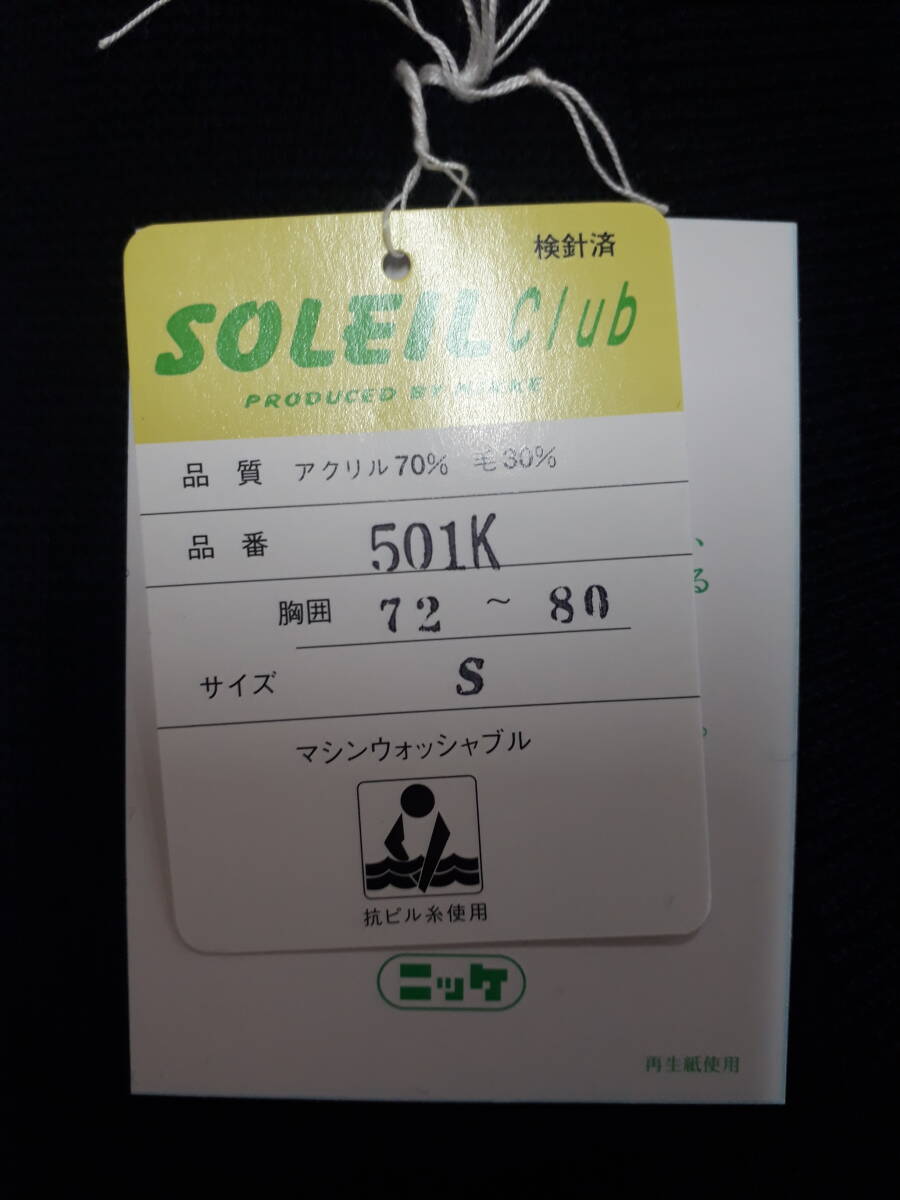 検針済
SOLEIL Club
PRODUCED BY NIKKE
品質 アクリル70% 毛30%
品番 501K
胸囲 72 ~ 80
サイズ S
マシンウォッシャブル
抗ピル糸使用
る
ニッケ
再生紙使用